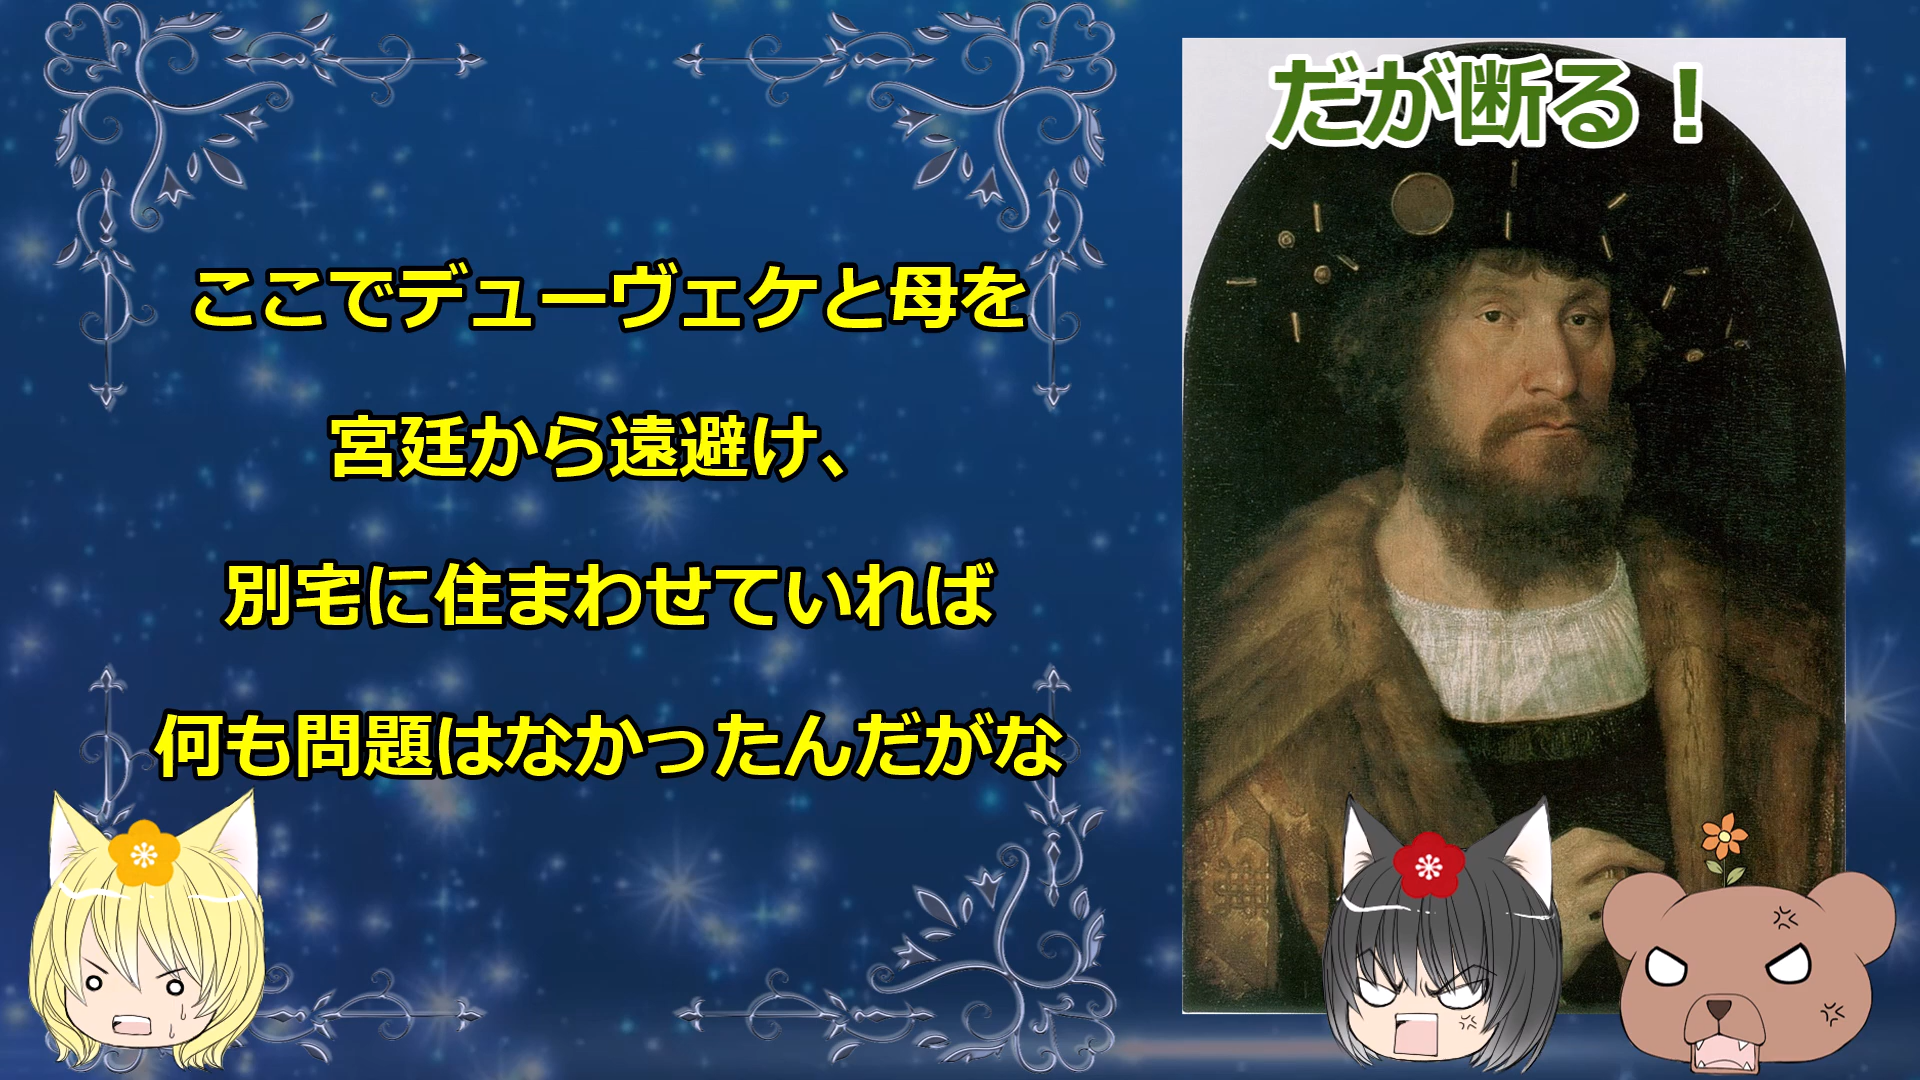 だが断る！
ここでデューヴェケと母を
宮廷から遠避け、
別宅に住まわせていれば
何も問題はなかったんだがな